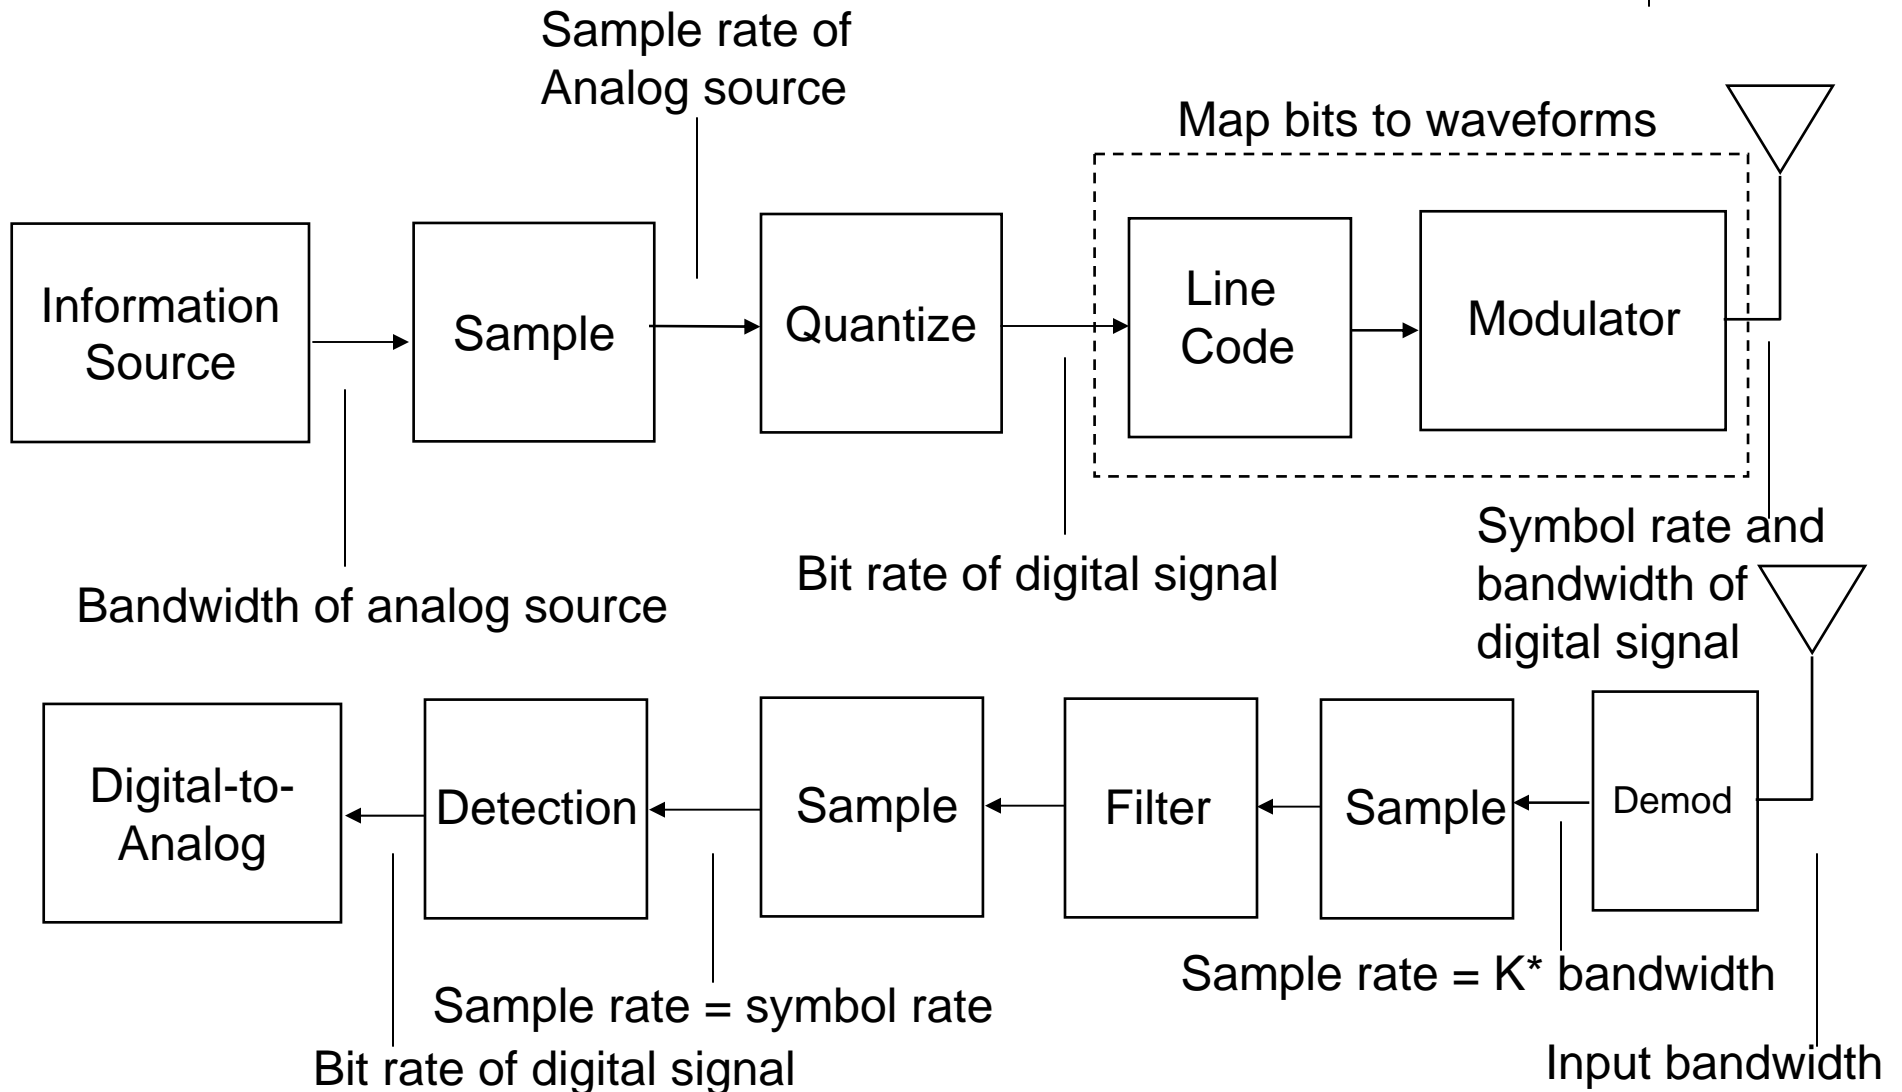 Sample rate of
Analog source
Map bits to waveforms
Information
Source
Sample
Quantize
Line
Code
Modulator
Bandwidth of analog source
Bit rate of digital signal
Symbol rate and
bandwidth of
digital signal
Digital-to-
Analog
Detection
Sample
Filter
Sample
Demod
Sample rate = K* bandwidth
Sample rate = symbol rate
Bit rate of digital signal
Input bandwidth